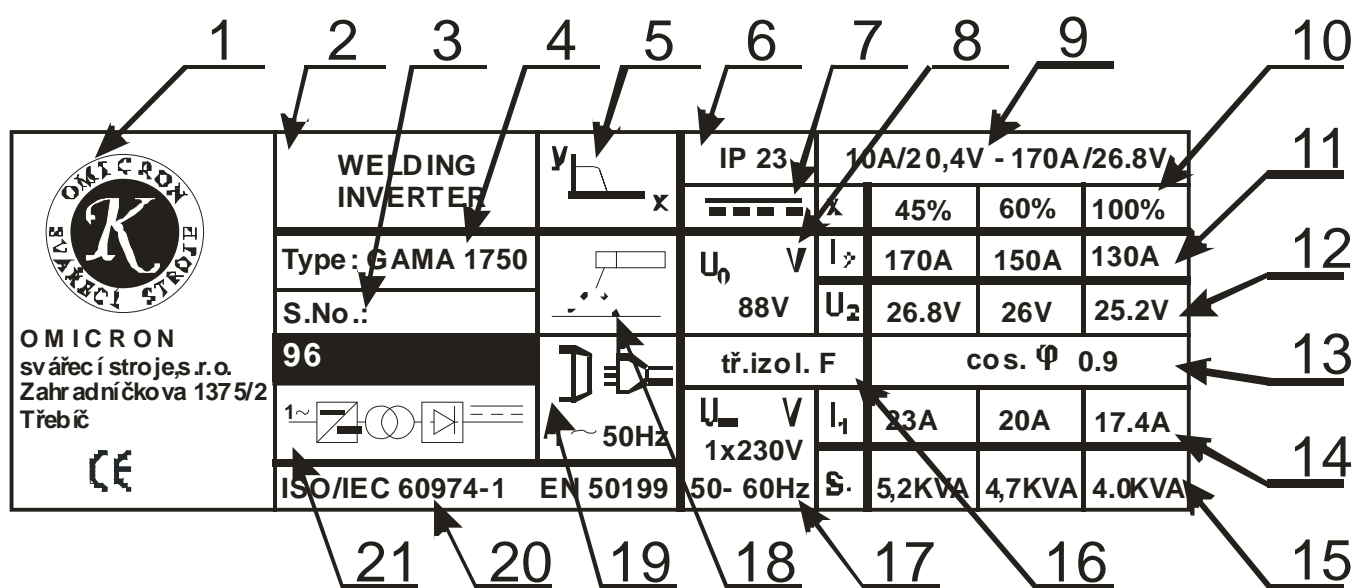 1 2 3 4 5 6 7 8 9 10
11
12
13
14
15
16
17
18
19
20
21
OMICRON
SVÁŘECÍ STROJE
K
OMICRON
svářecí stroje,s.r.o.
Zahradníčkova 1375/2
Třebíč
CE
WELDING
INVERTER
Type: GAMA 1750
S.No.:
96
1~
ISO/IEC 60974-1 EN 50199
y
x
1 ~ 50Hz
IP 23
10A/20,4V - 170A/26.8V
X 45% 60% 100%
U0 V
88V
I2 170A 150A 130A
U2 26.8V 26V 25.2V
tř.izol. F
cos. φ 0.9
U V
1x230V
50- 60Hz
I1 23A 20A 17.4A
S. 5,2KVA 4,7KVA 4.0KVA